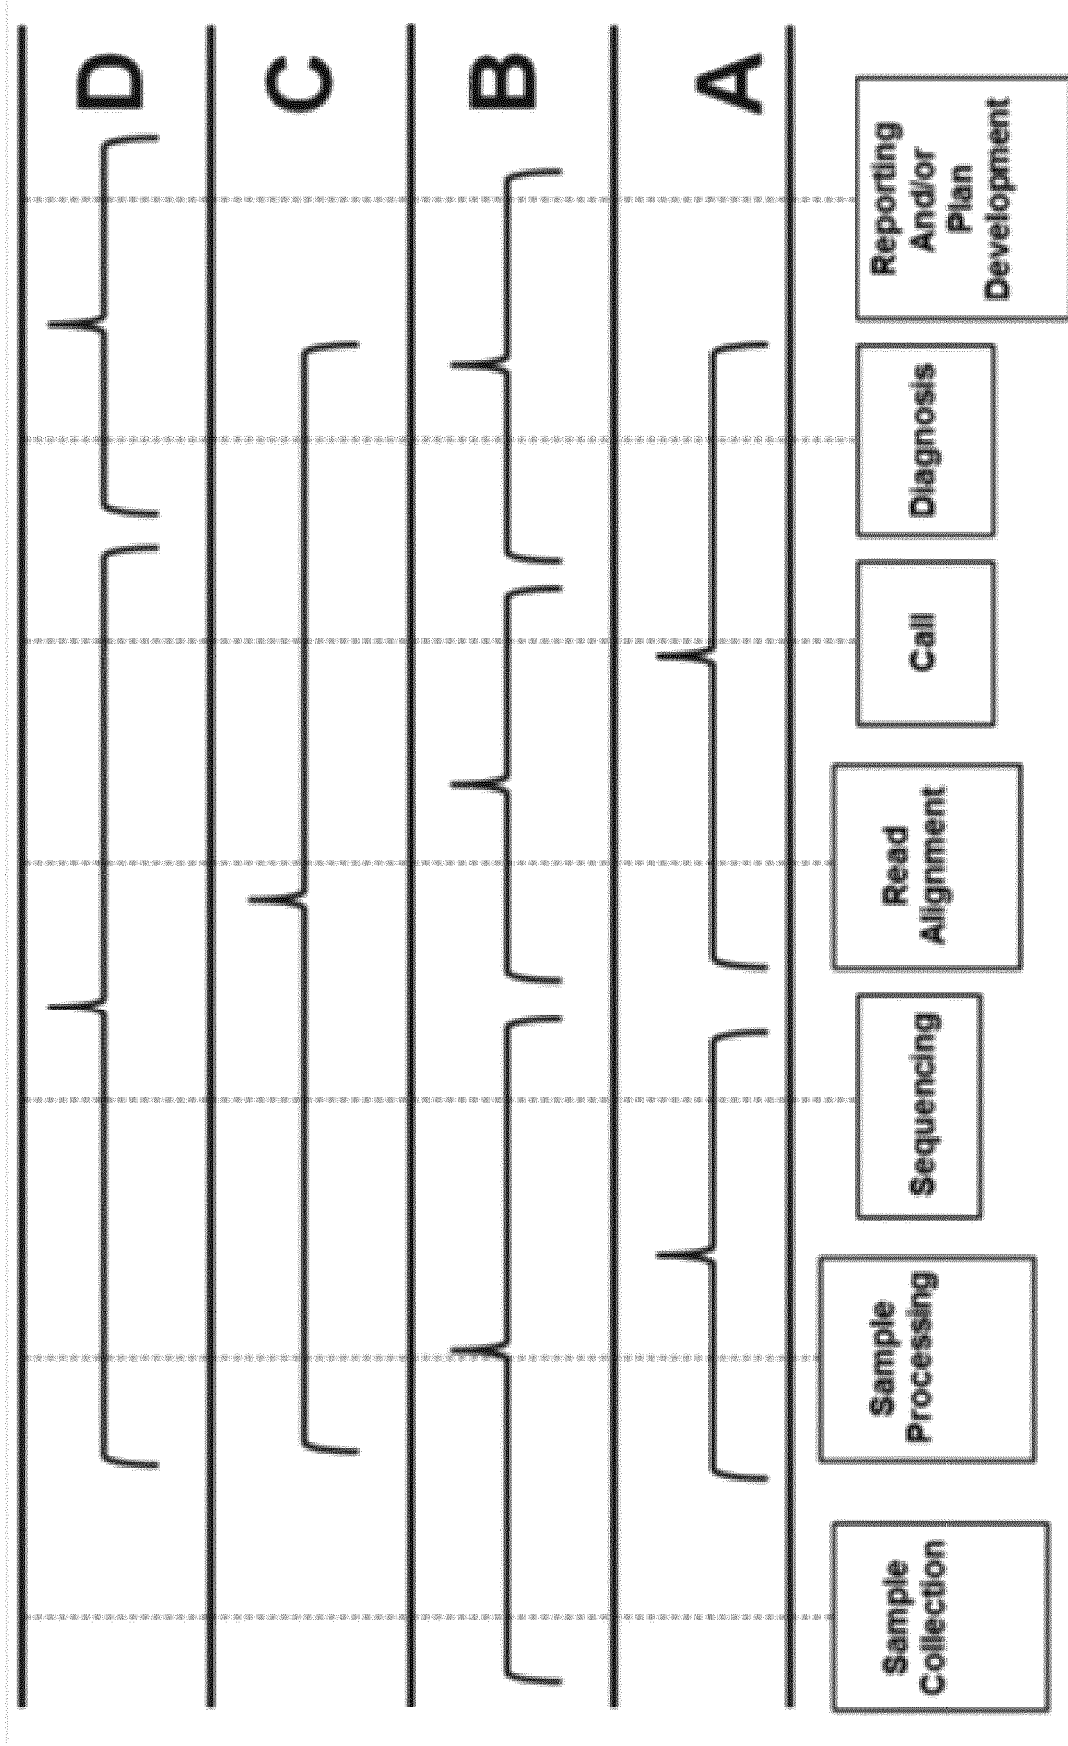 D
C
B
A
Sample
Collection
Sample
Processing
Sequencing
Read
Alignment
Call
Diagnosis
Reporting
And/or
Plan
Development